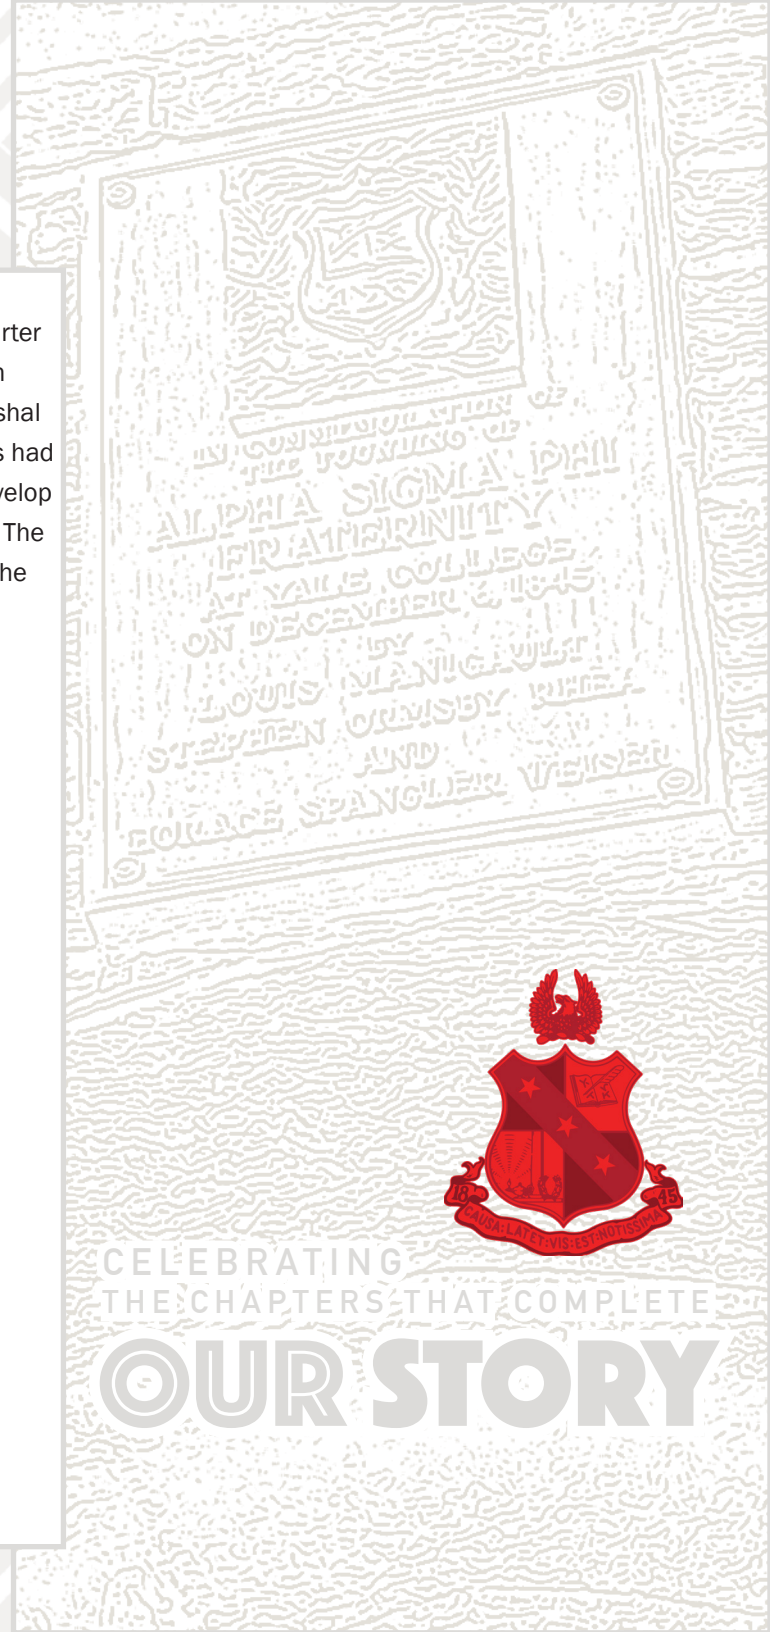 rter
n
shal
s had
velop
The
he
IN COMMEMORATION OF
THE FOUNDING OF
ALPHA SIGMA PHI
FRATERNITY
AT YALE COLLEGE
ON DECEMBER 6, 1845
BY
LOUIS MANIGAULT
STEPHEN ORMSBY RHEA
AND
HORACE SPANGLER WEISER
18 45
CAUSA:LATET:VIS:EST:NOTISSIMA
CELEBRATING
THE CHAPTERS THAT COMPLETE
OUR STORY